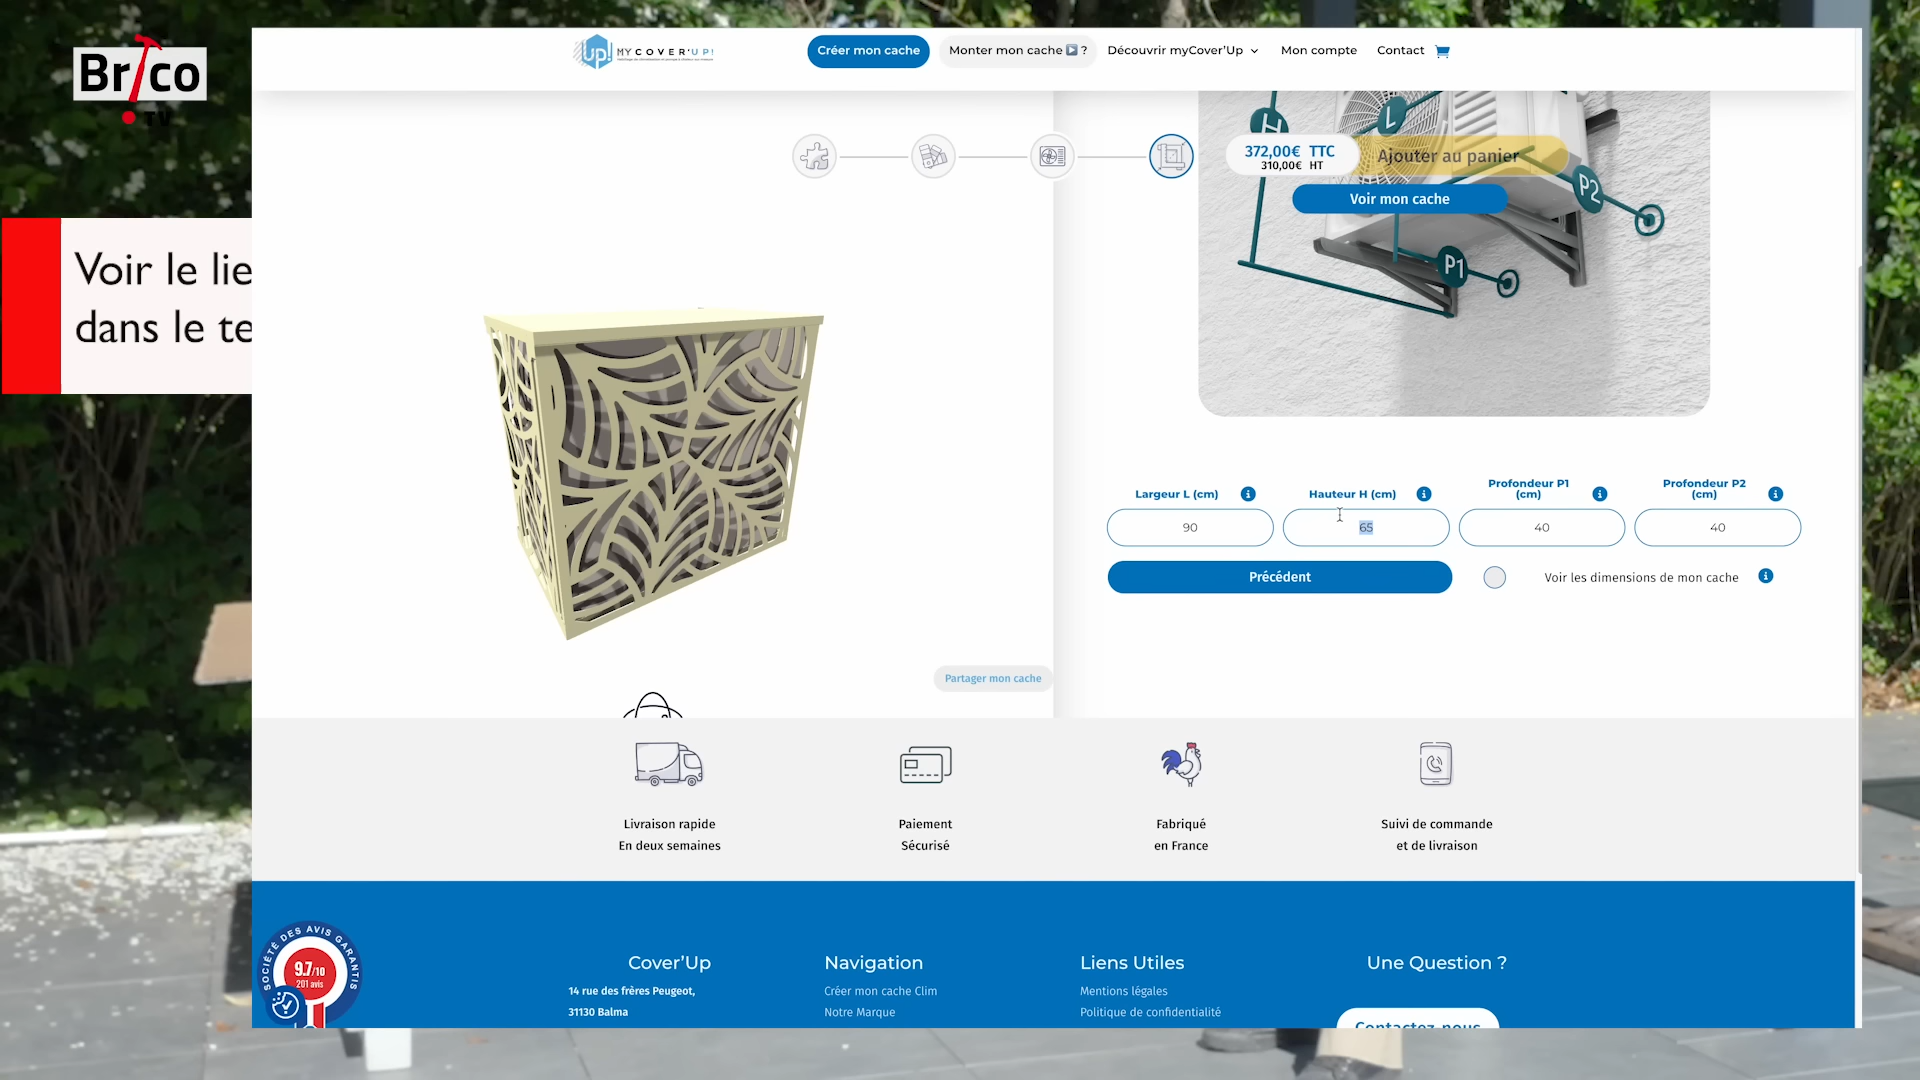 Brico
TV
Voir le lie
dans le te
UP! MYCOVER'UP!
Créer mon cache
Monter mon cache ?
Découvrir myCover'Up
Mon compte
Contact
H
L
P2
P1
372,00€ TTC
310,00€ HT
Ajouter au panier
Voir mon cache
Largeur L (cm)
Hauteur H (cm)
Profondeur P1
(cm)
Profondeur P2
(cm)
90
65
40
40
Précédent
Voir les dimensions de mon cache
Partager mon cache
Livraison rapide
En deux semaines
Paiement
Sécurisé
Fabriqué
en France
Suivi de commande
et de livraison
SOCIÉTÉ DES AVIS GARANTIS
9.7/10
201 avis
Cover'Up
14 rue des frères Peugeot,
31130 Balma
Navigation
Créer mon cache Clim
Notre Marque
Liens Utiles
Mentions légales
Politique de confidentialité
Une Question ?
Contactez-nous